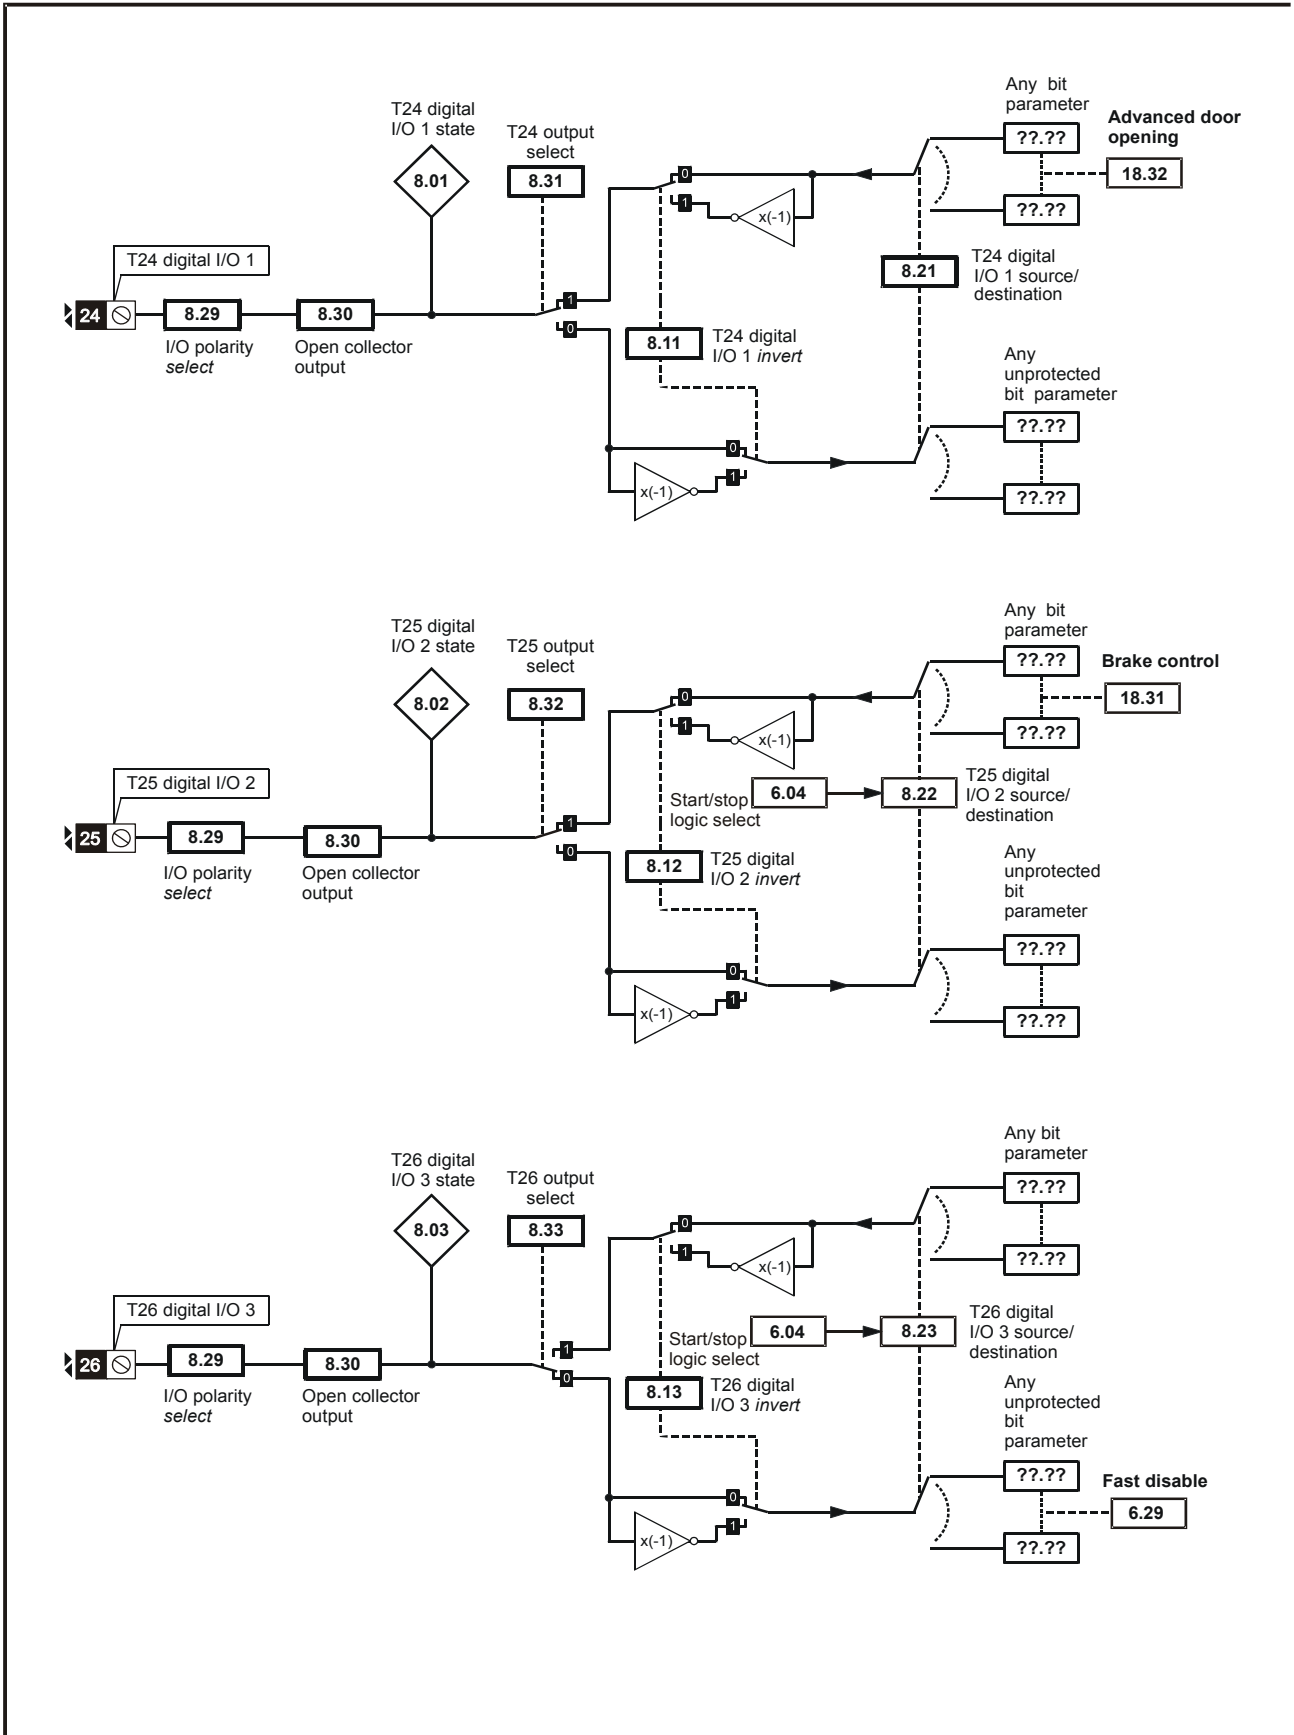 Any bit
parameter
T24 digital
I/O 1 state
T24 output
select
Advanced door
opening
??.??
8.01
8.31
0
18.32
1
x(-1)
??.??
T24 digital I/O 1
8.21
T24 digital
I/O 1 source/
destination
24
8.29
8.30
1
0
8.11
T24 digital
I/O 1 invert
I/O polarity
select
Open collector
output
Any
unprotected
bit parameter
??.??
0
1
x(-1)
??.??
Any bit
parameter
T25 digital
I/O 2 state
T25 output
select
??.??
Brake control
8.02
8.32
0
18.31
1
x(-1)
??.??
T25 digital I/O 2
Start/stop
logic select
6.04
8.22
T25 digital
I/O 2 source/
destination
25
8.29
8.30
1
0
8.12
T25 digital
I/O 2 invert
I/O polarity
select
Open collector
output
Any
unprotected
bit
parameter
??.??
0
1
x(-1)
??.??
Any bit
parameter
T26 digital
I/O 3 state
T26 output
select
??.??
8.03
8.33
0
1
x(-1)
??.??
T26 digital I/O 3
Start/stop
logic select
6.04
8.23
T26 digital
I/O 3 source/
destination
26
8.29
8.30
1
0
8.13
T26 digital
I/O 3 invert
I/O polarity
select
Open collector
output
Any
unprotected
bit
parameter
??.??
Fast disable
0
6.29
1
x(-1)
??.??